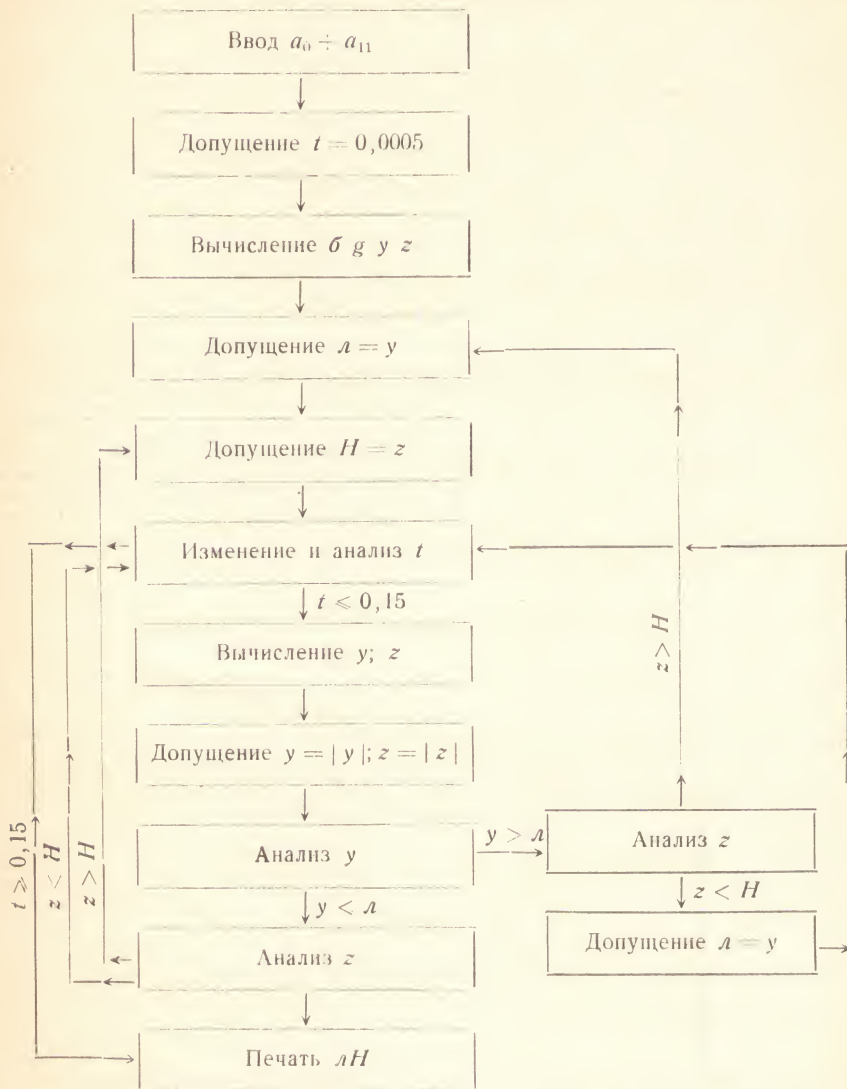 Ввод a₀ ÷ a₁₁
Допущение t = 0,0005
Вычисление б g y z
Допущение л = y
Допущение H = z
Изменение и анализ t
t ⩽ 0,15
Вычисление y; z
z > H
Допущение y = | y |; z = | z |
t ⩾ 0,15
z < H
z > H
Анализ y
y > л
Анализ z
y < л
z < H
Анализ z
Допущение л = y
Печать лH